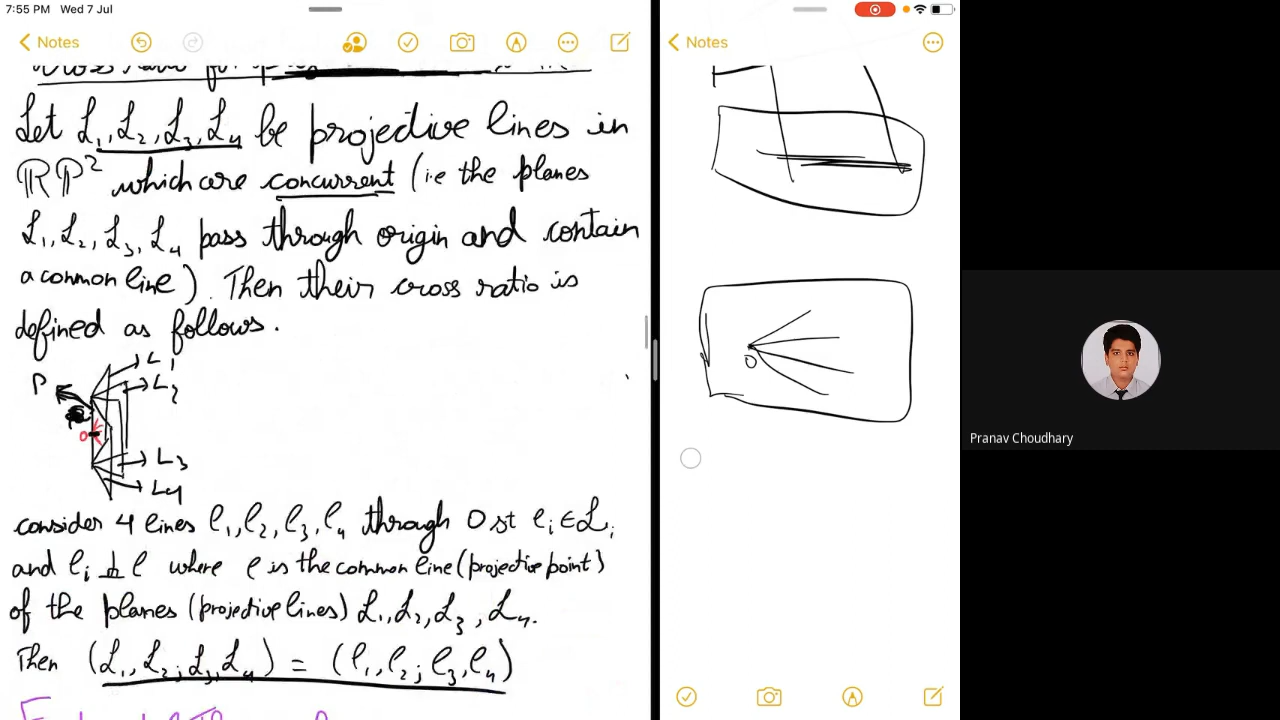 7:55 PM Wed 7 Jul
Notes
Notes
Cross ratio for
Let L₁, L₂, L₃, L₄ be projective lines in
ℝP² which are concurrent (i.e the planes
L₁, L₂, L₃, L₄ pass through origin and contain
a common line). Then their cross ratio is
defined as follows.
L₁
P
L₂
O
L₃
L₄
consider 4 lines l₁, l₂, l₃, l₄ through O st lᵢ ∈ Lᵢ
and lᵢ ⊥ l where l is the common line (projective point)
of the planes (projective lines) L₁, L₂, L₃, L₄.
Then (L₁, L₂; L₃, L₄) = (l₁, l₂; l₃, l₄)
O
Pranav Choudhary